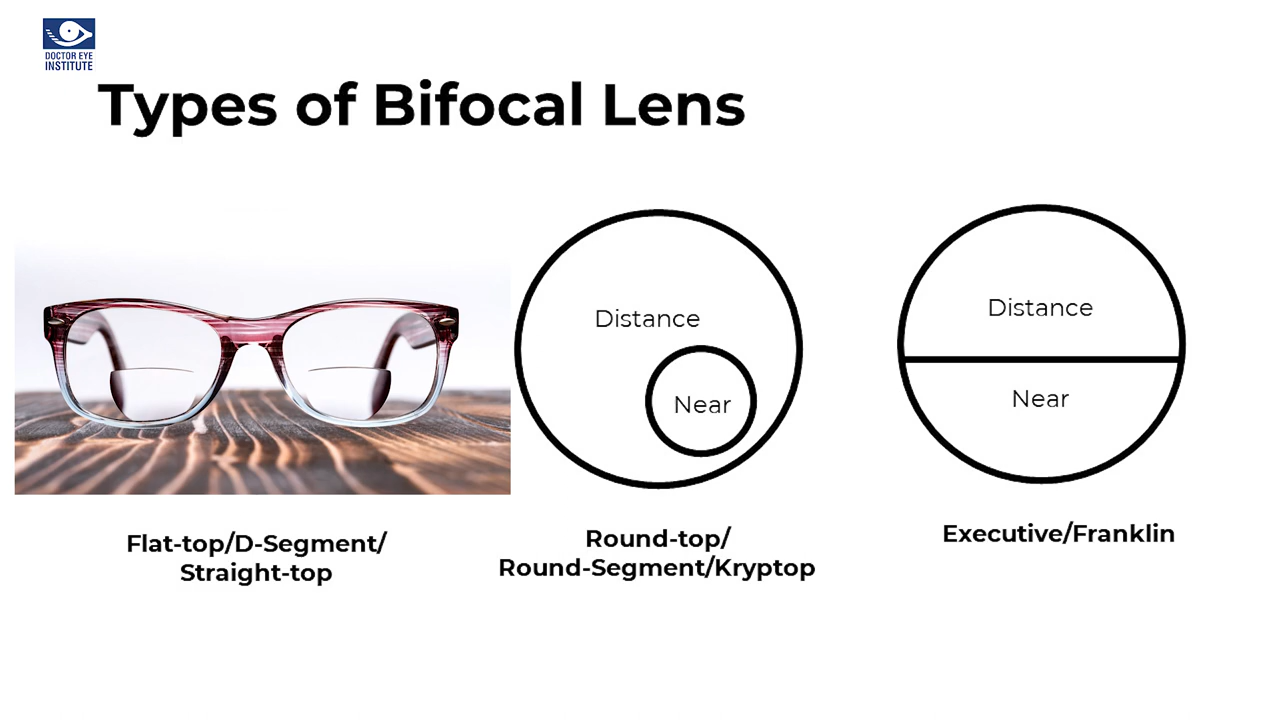 DOCTOR EYE
INSTITUTE
Types of Bifocal Lens
Distance
Near
Distance
Near
Flat-top/D-Segment/
Straight-top
Round-top/
Round-Segment/Kryptop
Executive/Franklin